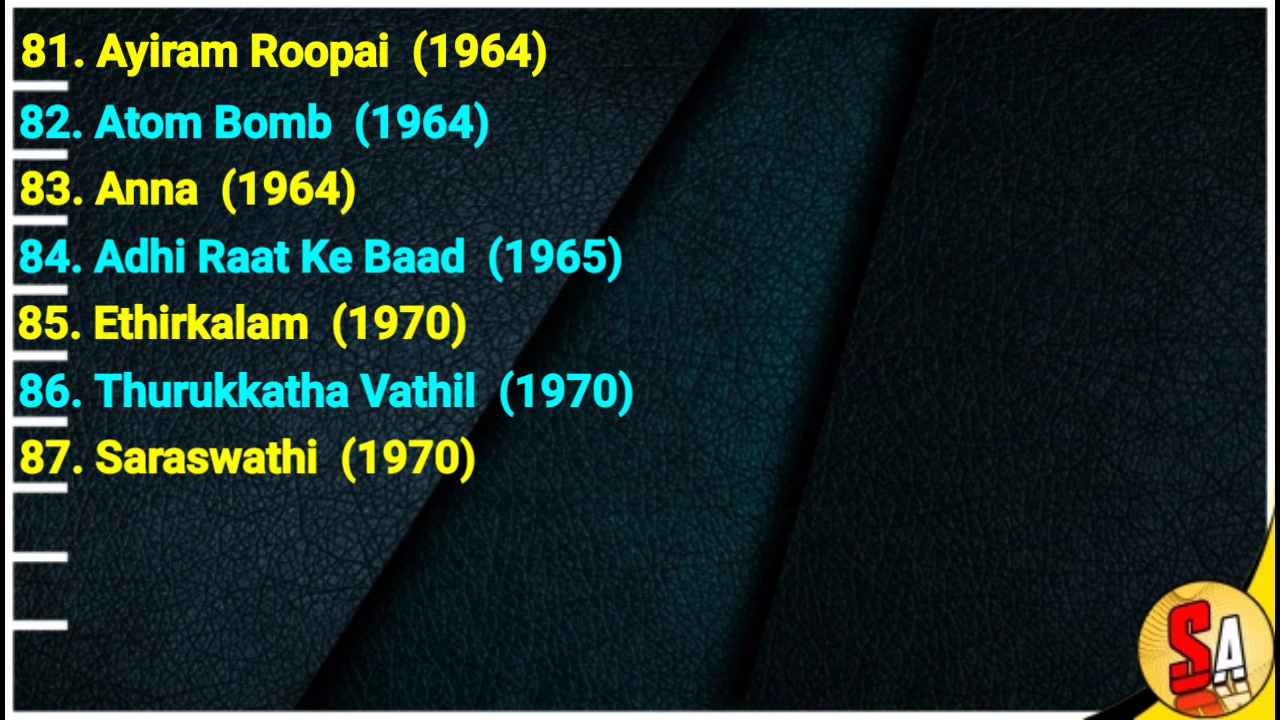 81. Ayiram Roopai (1964)
82. Atom Bomb (1964)
83. Anna (1964)
84. Adhi Raat Ke Baad (1965)
85. Ethirkalam (1970)
86. Thurukkatha Vathil (1970)
87. Saraswathi (1970)
SA